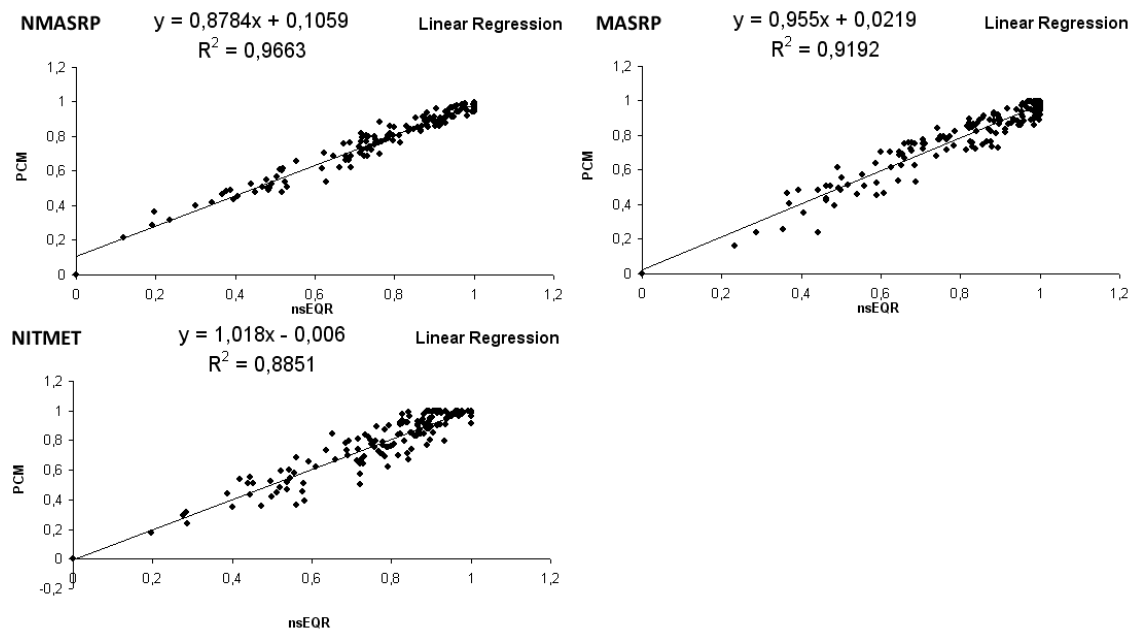 NMASRP y = 0,8784x + 0,1059 Linear Regression
R² = 0,9663
1,2
1
0,8
0,6
0,4
0,2
0
PCM
0 0,2 0,4 0,6 0,8 1 1,2
nsEQR
MASRP y = 0,955x + 0,0219 Linear Regression
R² = 0,9192
1,2
1
0,8
0,6
0,4
0,2
0
PCM
0 0,2 0,4 0,6 0,8 1 1,2
nsEQR
NITMET y = 1,018x - 0,006 Linear Regression
R² = 0,8851
1,2
1
0,8
0,6
0,4
0,2
0
-0,2
PCM
0 0,2 0,4 0,6 0,8 1 1,2
nsEQR